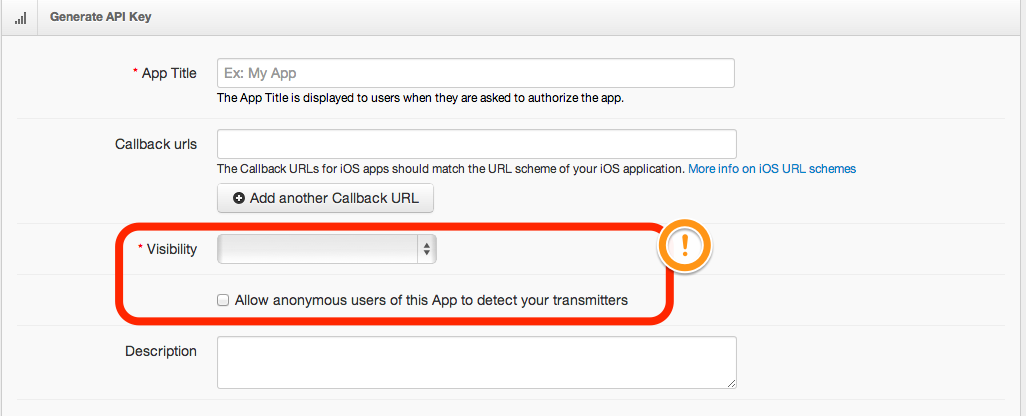 Generate API Key
* App Title
Ex: My App
The App Title is displayed to users when they are asked to authorize the app.
Callback urls
The Callback URLs for iOS apps should match the URL scheme of your iOS application. More info on iOS URL schemes
Add another Callback URL
* Visibility
!
Allow anonymous users of this App to detect your transmitters
Description